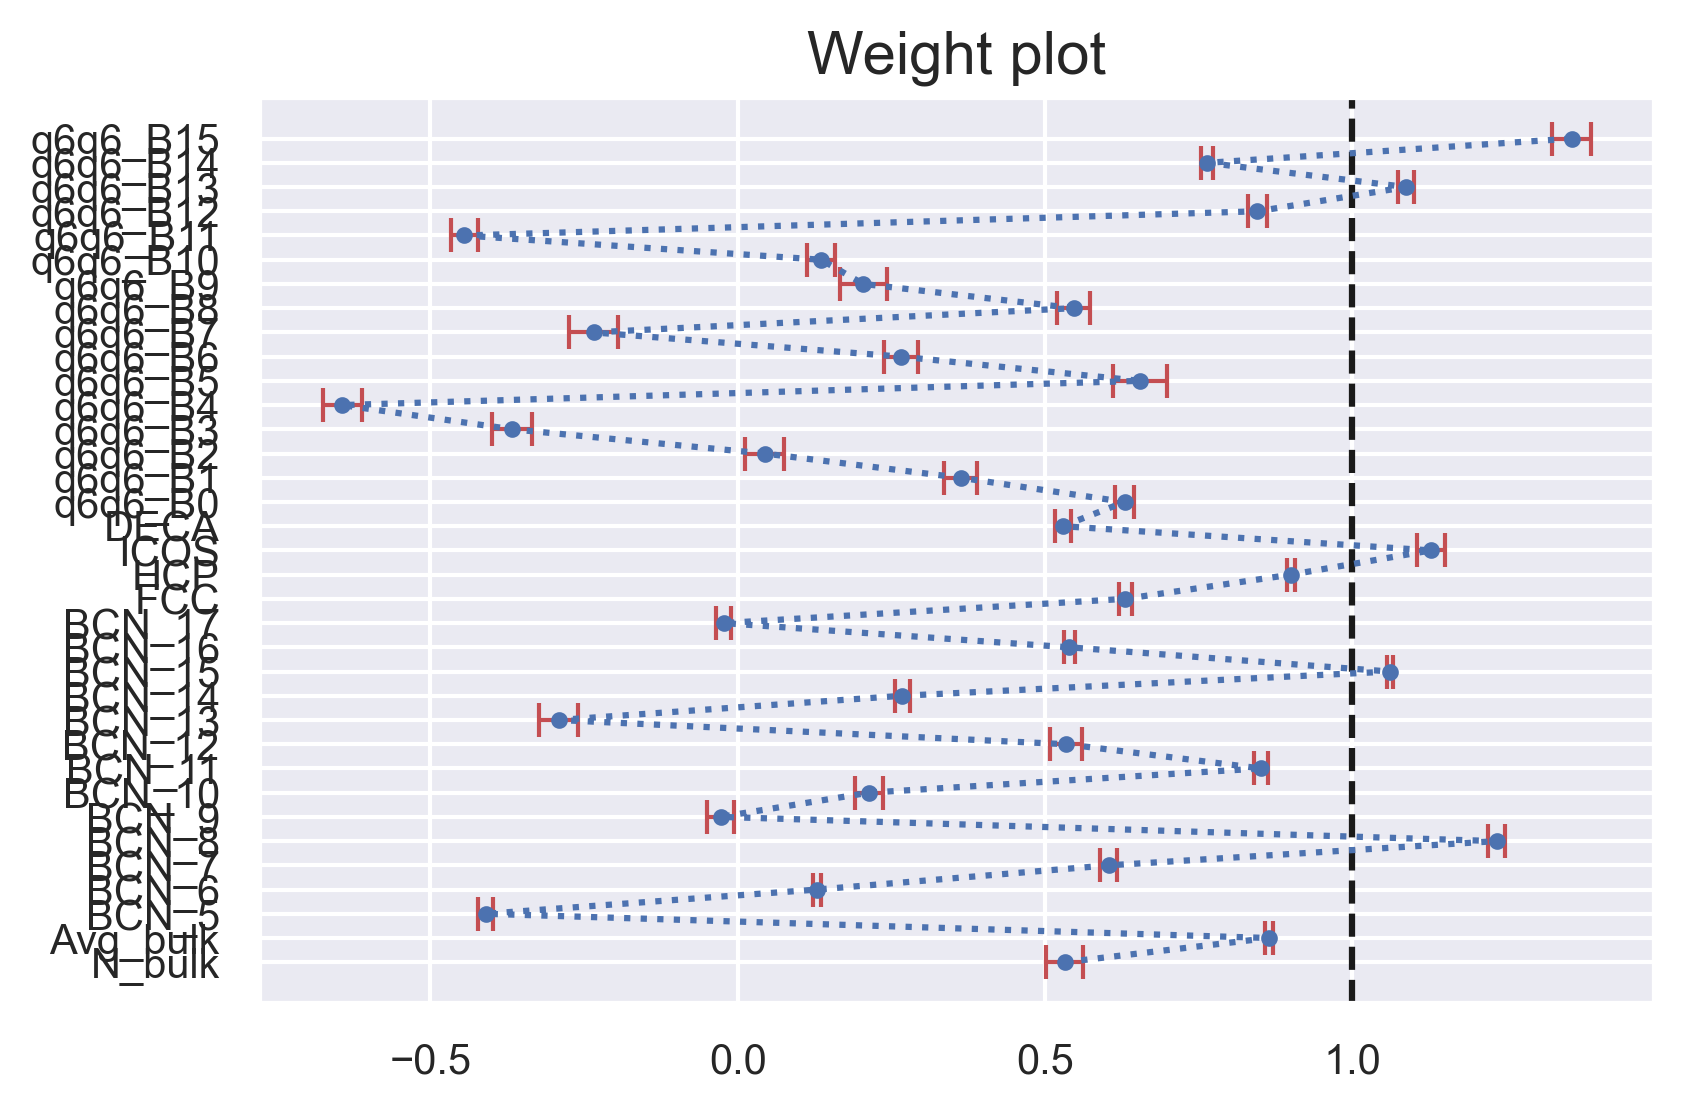 Weight plot
q6q6_B15
q6q6_B14
q6q6_B13
q6q6_B12
q6q6_B11
q6q6_B10
q6q6_B9
q6q6_B8
q6q6_B7
q6q6_B6
q6q6_B5
q6q6_B4
q6q6_B3
q6q6_B2
q6q6_B1
q6q6_B0
DECA
ICOS
HCP
FCC
BCN_17
BCN_16
BCN_15
BCN_14
BCN_13
BCN_12
BCN_11
BCN_10
BCN_9
BCN_8
BCN_7
BCN_6
BCN_5
Avg_bulk
N_bulk
−0.5 0.0 0.5 1.0